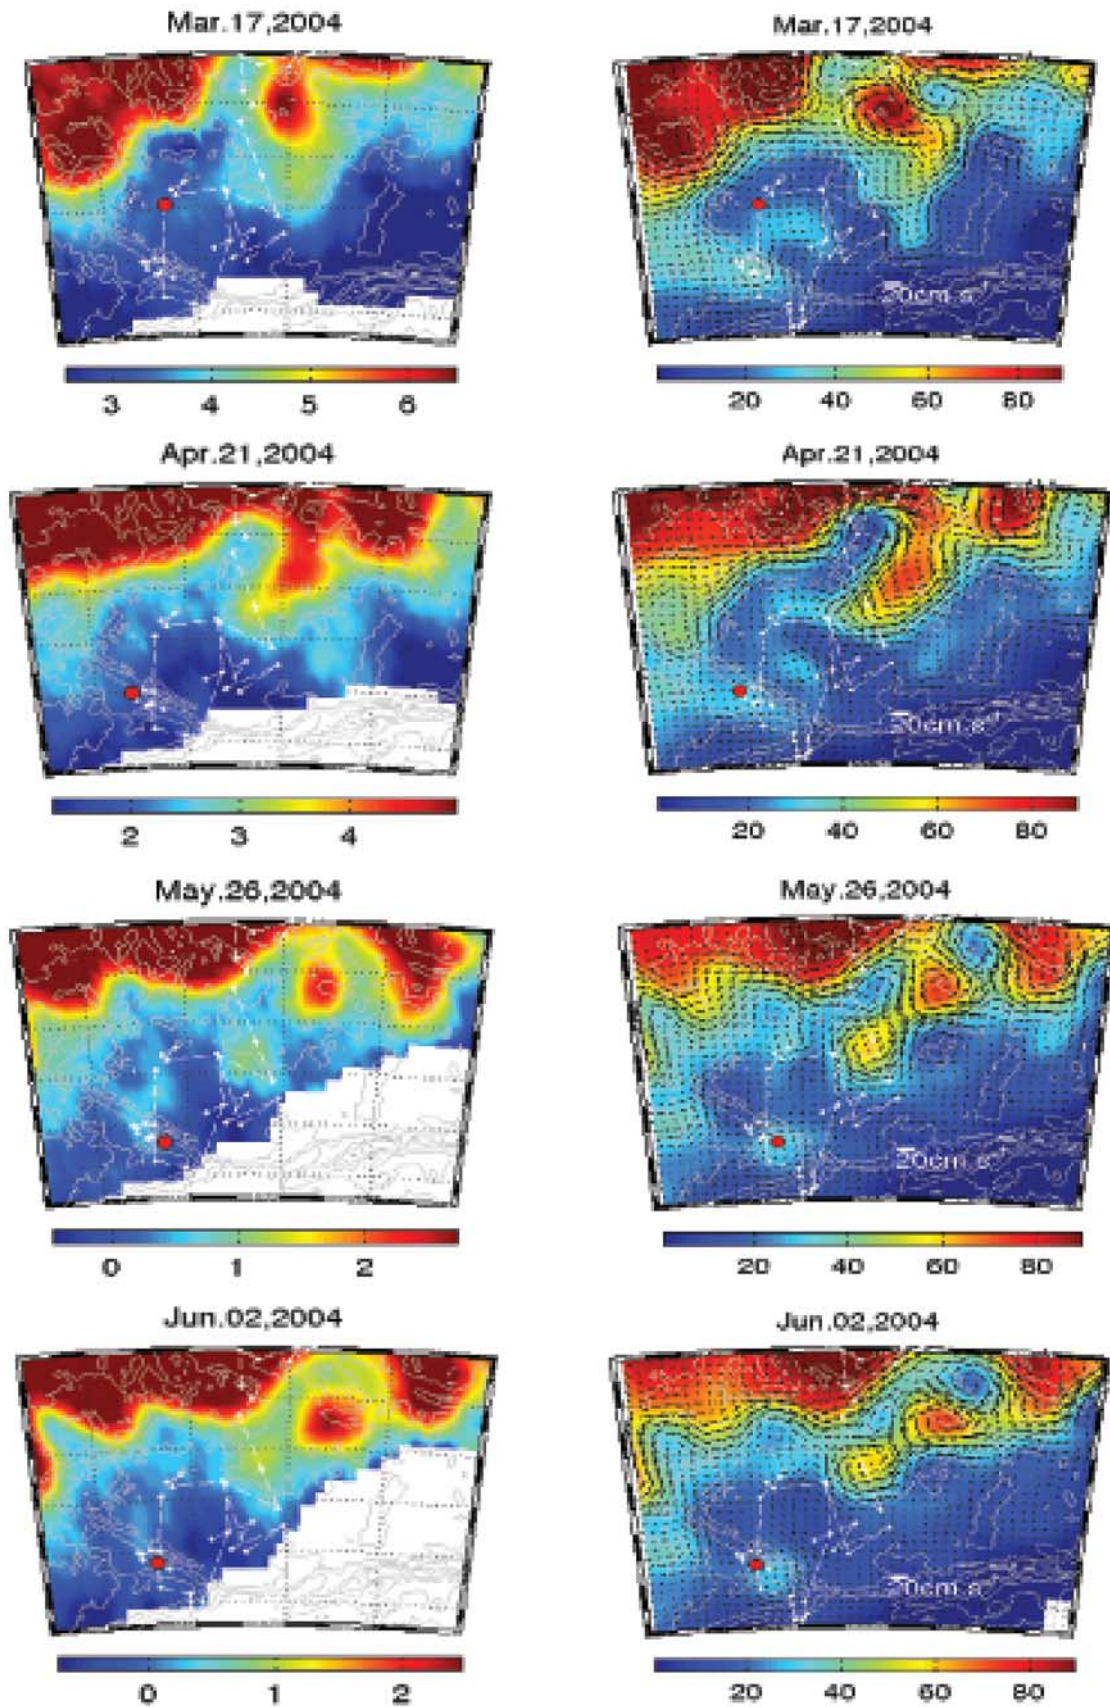 Mar.17,2004 Mar.17,2004
20cm s⁻¹
3 4 5 6 20 40 60 80
Apr.21,2004 Apr.21,2004
20cm s⁻¹
2 3 4 20 40 60 80
May.26,2004 May.26,2004
20cm s⁻¹
0 1 2 20 40 60 80
Jun.02,2004 Jun.02,2004
20cm s
0 1 2 20 40 60 80